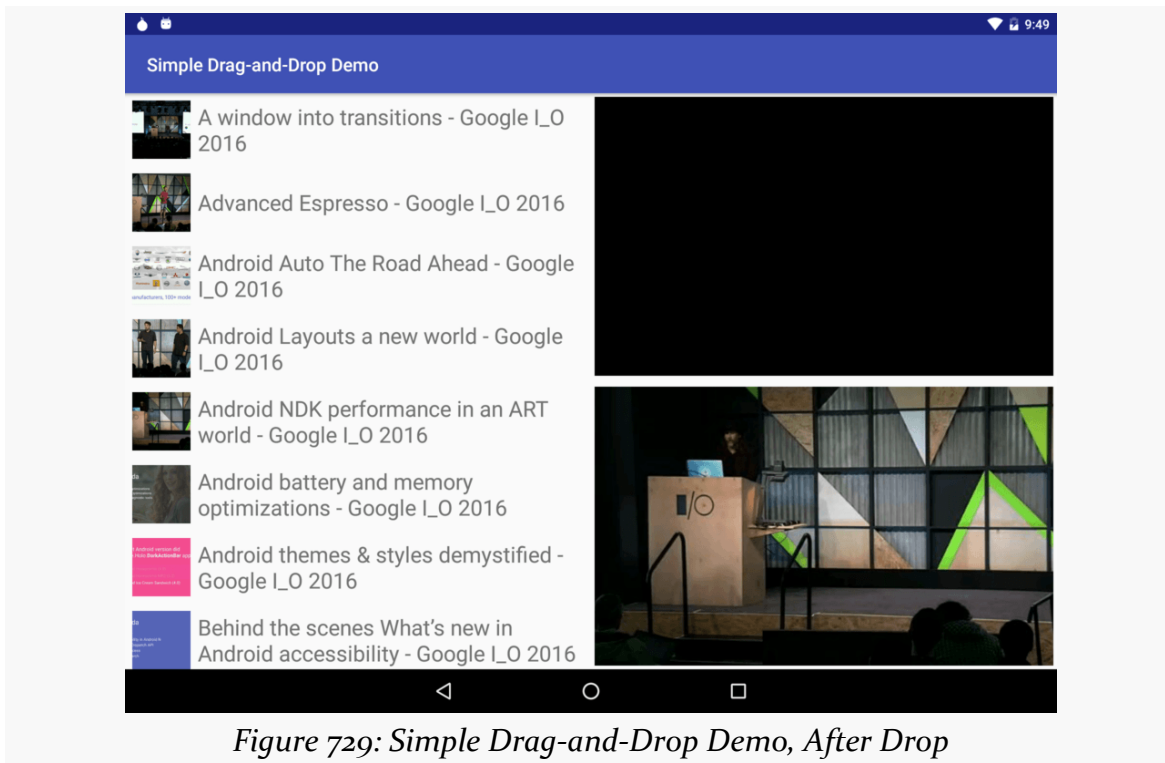 9:49
Simple Drag-and-Drop Demo
A window into transitions - Google I_O
2016
Advanced Espresso - Google I_O 2016
Android Auto The Road Ahead - Google
I_O 2016
Android Layouts a new world - Google
I_O 2016
Android NDK performance in an ART
world - Google I_O 2016
Android battery and memory
optimizations - Google I_O 2016
Android themes & styles demystified -
Google I_O 2016
Behind the scenes What's new in
Android accessibility - Google I_O 2016
I/O
Figure 729: Simple Drag-and-Drop Demo, After Drop